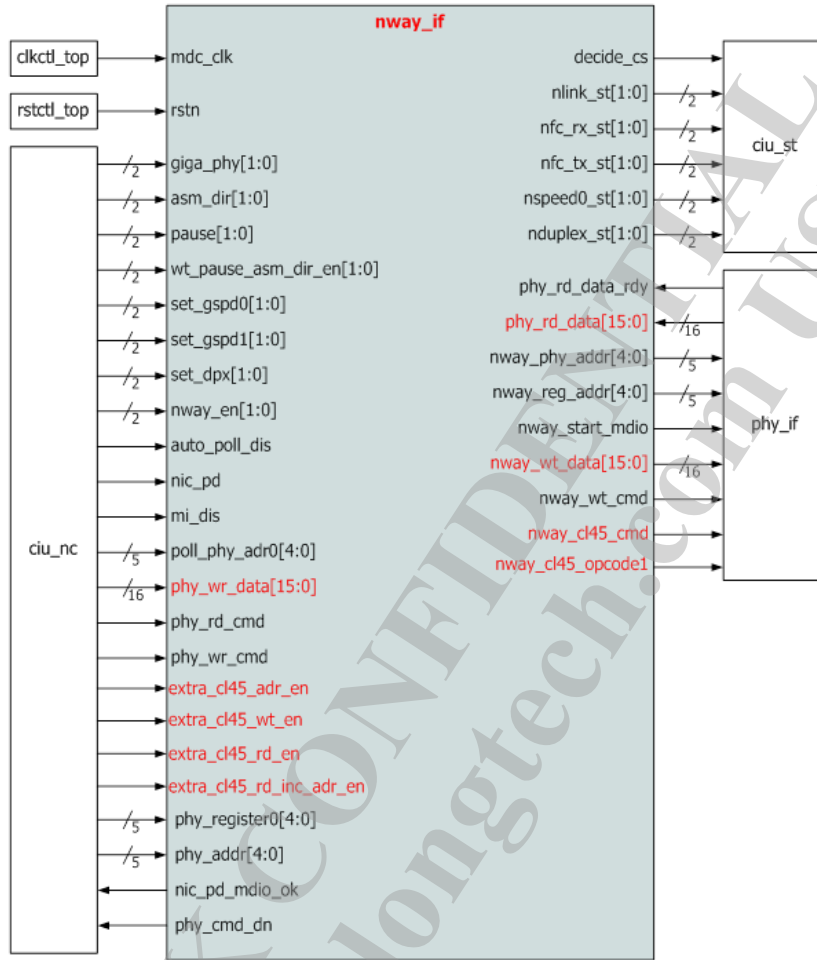 nway_if
clkctl_top
mdc_clk
rstctl_top
rstn
ciu_nc
2 giga_phy[1:0]
2 asm_dir[1:0]
2 pause[1:0]
2 wt_pause_asm_dir_en[1:0]
2 set_gspd0[1:0]
2 set_gspd1[1:0]
2 set_dpx[1:0]
2 nway_en[1:0]
auto_poll_dis
nic_pd
mi_dis
5 poll_phy_adr0[4:0]
16 phy_wr_data[15:0]
phy_rd_cmd
phy_wr_cmd
extra_cl45_adr_en
extra_cl45_wt_en
extra_cl45_rd_en
extra_cl45_rd_inc_adr_en
5 phy_register0[4:0]
5 phy_addr[4:0]
nic_pd_mdio_ok
phy_cmd_dn
decide_cs
nlink_st[1:0] 2
nfc_rx_st[1:0] 2
nfc_tx_st[1:0] 2
nspeed0_st[1:0] 2
nduplex_st[1:0] 2
ciu_st
phy_rd_data_rdy
phy_rd_data[15:0] 16
nway_phy_addr[4:0] 5
nway_reg_addr[4:0] 5
nway_start_mdio
nway_wt_data[15:0] 16
nway_wt_cmd
nway_cl45_cmd
nway_cl45_opcode1
phy_if
CONFIDENTIAL
longtech.com